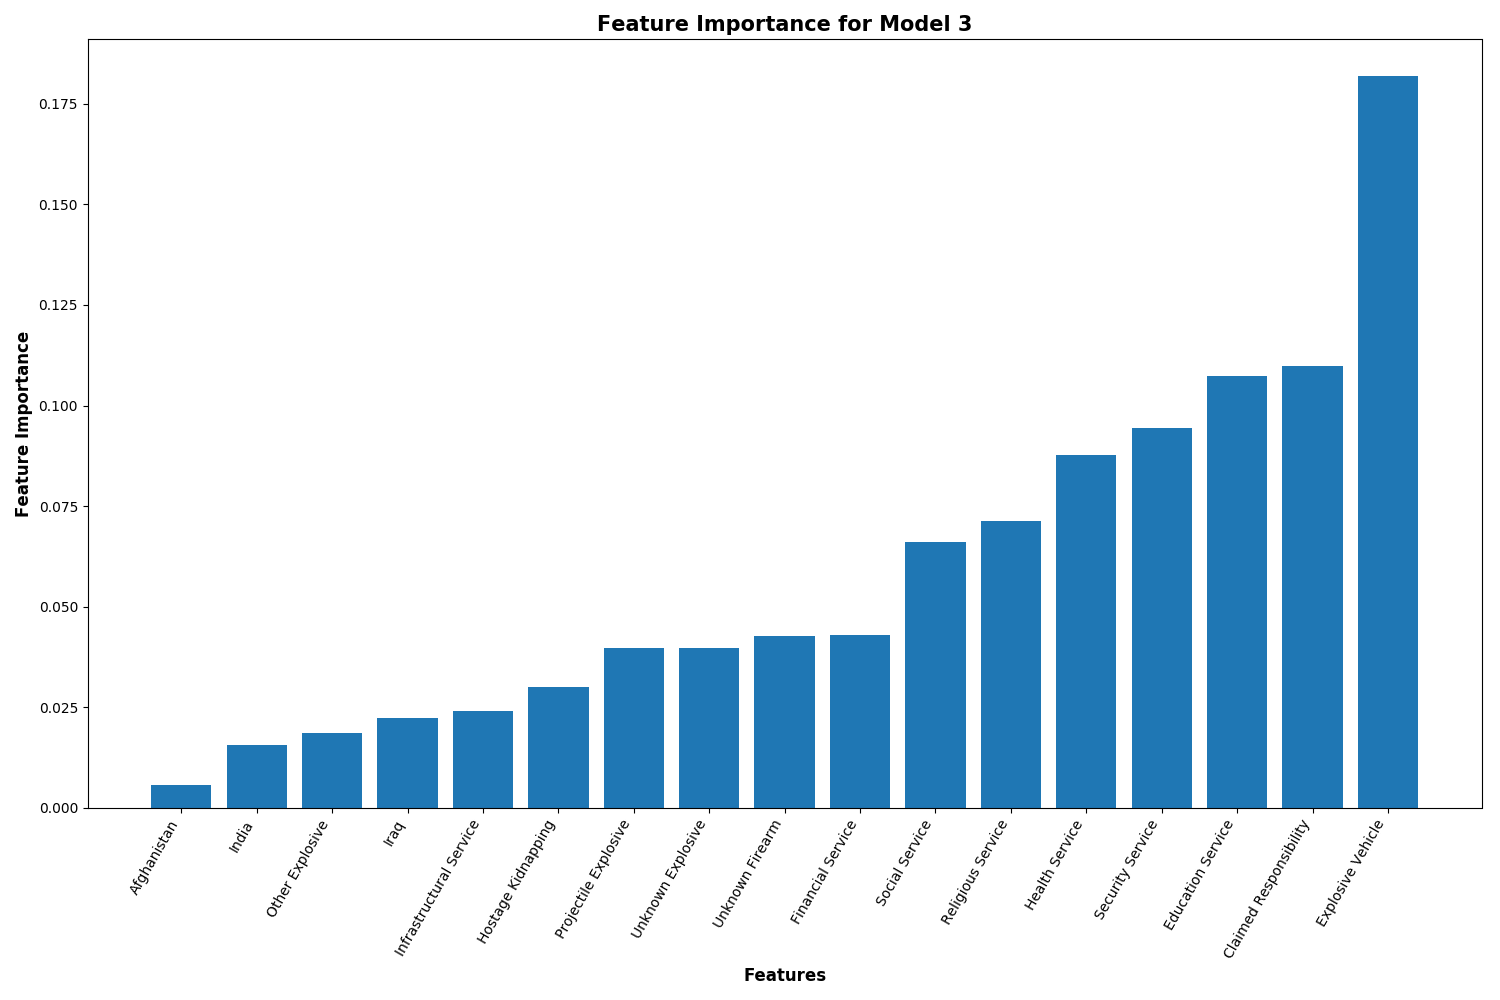 Feature Importance for Model 3
Feature Importance
0.175
0.150
0.125
0.100
0.075
0.050
0.025
0.000
Afghanistan
India
Other Explosive
Iraq
Infrastructural Service
Hostage Kidnapping
Projectile Explosive
Unknown Explosive
Unknown Firearm
Financial Service
Social Service
Religious Service
Health Service
Security Service
Education Service
Claimed Responsibility
Explosive Vehicle
Features